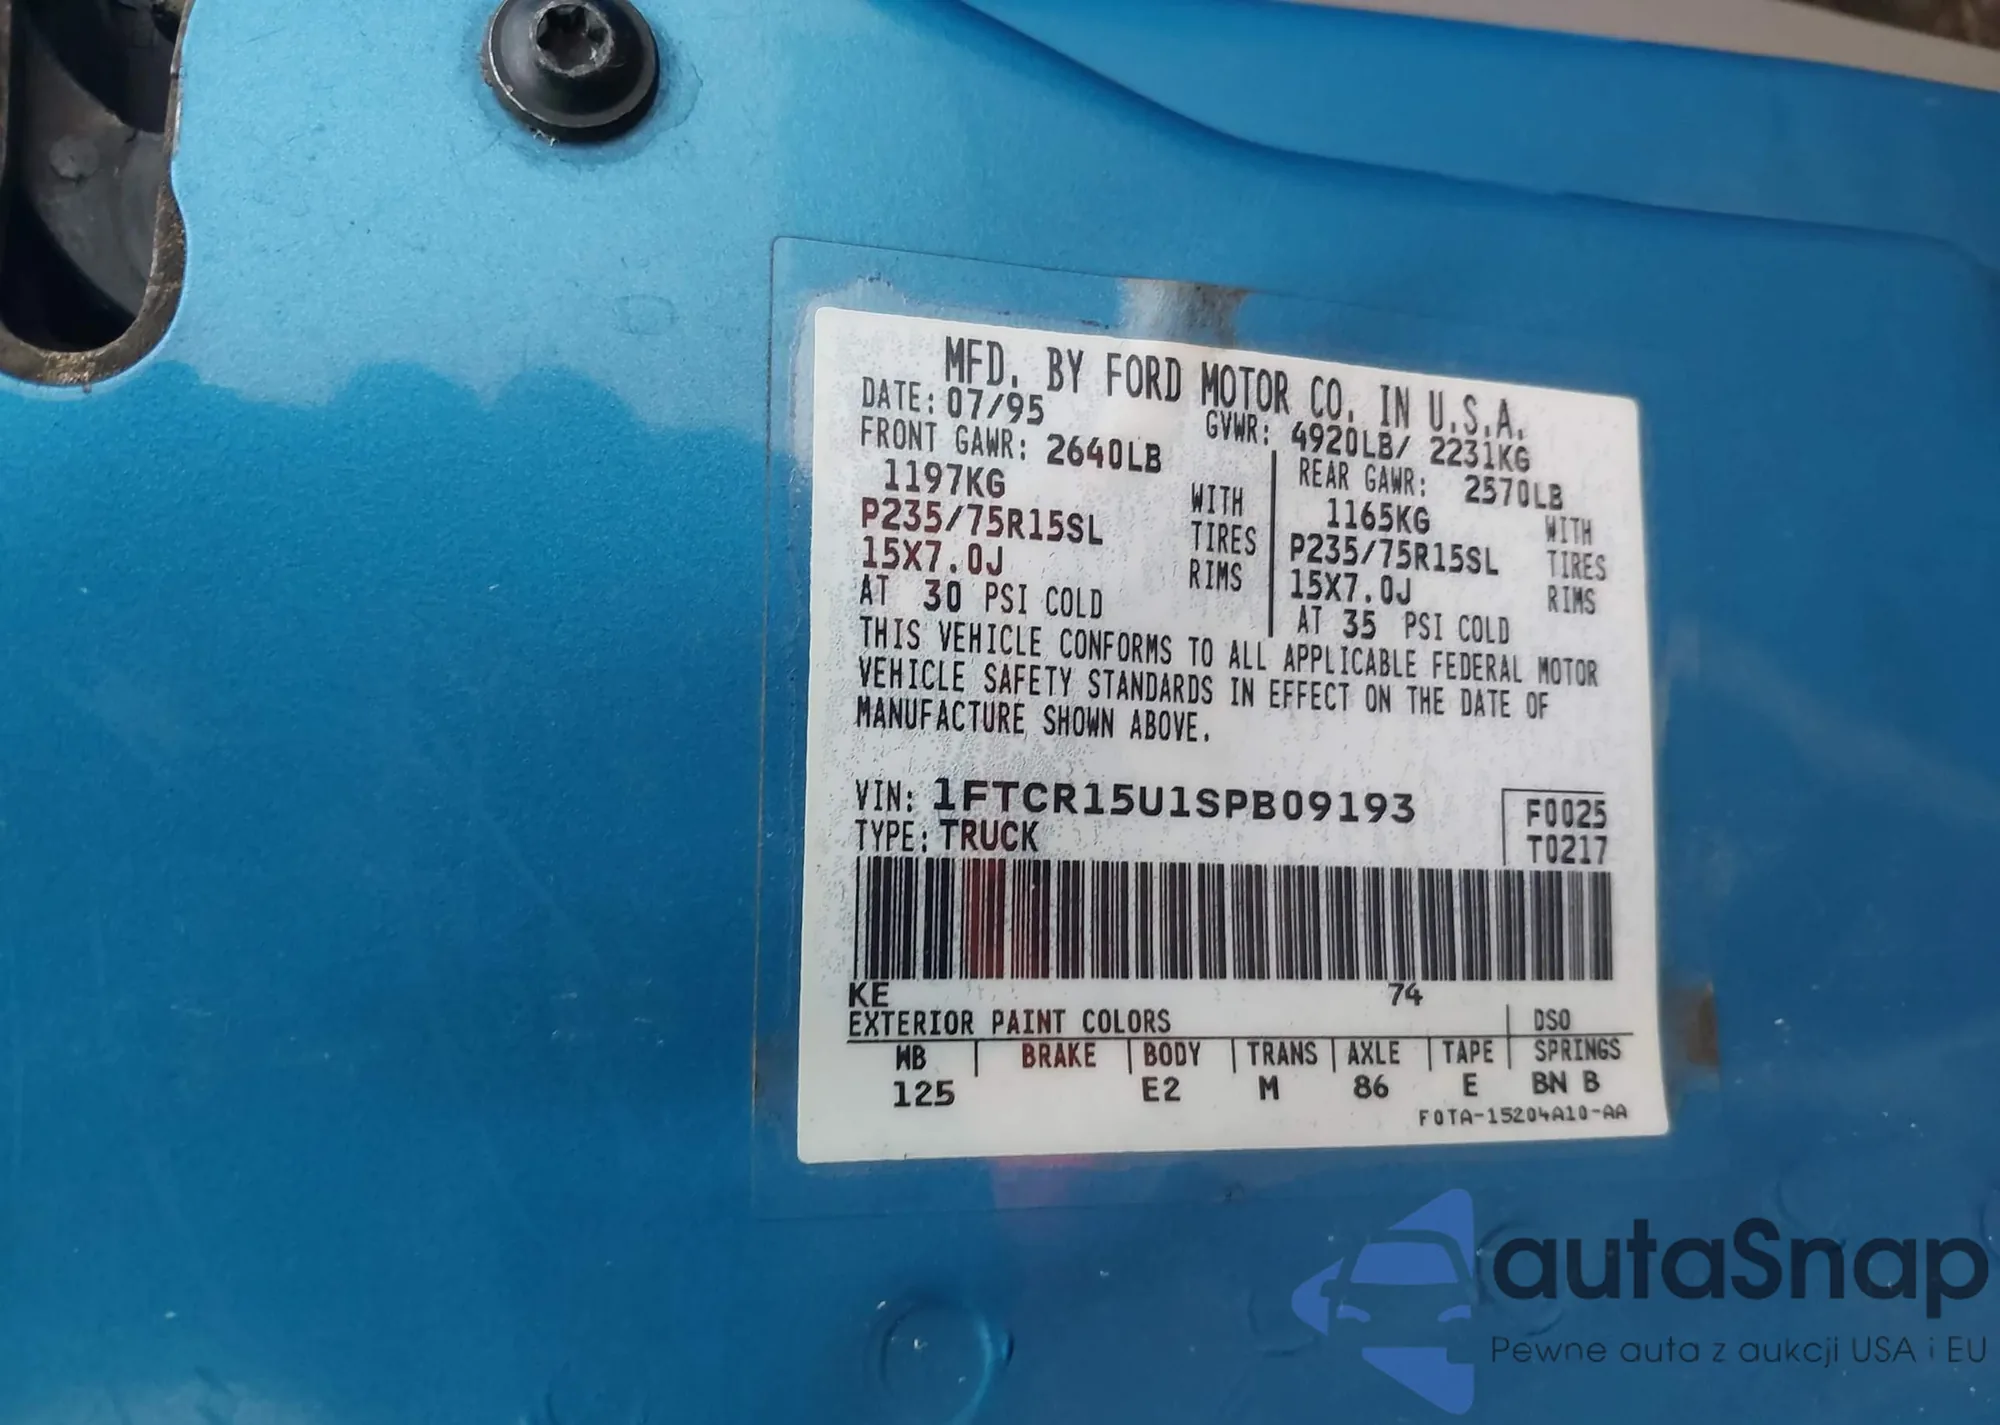 MFD. BY FORD MOTOR CO. IN U.S.A.
DATE: 07/95 GVWR: 4920LB/ 2231KG
FRONT GAWR: 2640LB REAR GAWR: 2570LB
1197KG WITH 1165KG WITH
P235/75R15SL TIRES P235/75R15SL TIRES
15X7.0J RIMS 15X7.0J RIMS
AT 30 PSI COLD AT 35 PSI COLD
THIS VEHICLE CONFORMS TO ALL APPLICABLE FEDERAL MOTOR
VEHICLE SAFETY STANDARDS IN EFFECT ON THE DATE OF
MANUFACTURE SHOWN ABOVE.
VIN: 1FTCR15U1SPB09193 F0025
TYPE: TRUCK T0217
KE 74
EXTERIOR PAINT COLORS DSO
WB BRAKE BODY TRANS AXLE TAPE SPRINGS
125 E2 M 86 E BN B
F0TA-15204A10-AA
autaSnap
Pewne auta z aukcji USA i EU